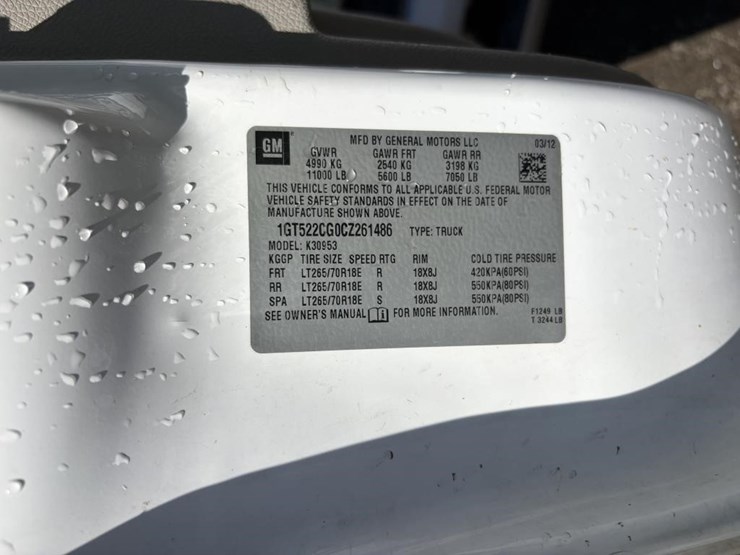 GM
MFD BY GENERAL MOTORS LLC 03/12
GVWR GAWR FRT GAWR RR
4990 KG 2540 KG 3198 KG
11000 LB 5600 LB 7050 LB
THIS VEHICLE CONFORMS TO ALL APPLICABLE U.S. FEDERAL MOTOR
VEHICLE SAFETY STANDARDS IN EFFECT ON THE DATE OF
MANUFACTURE SHOWN ABOVE.
1GT522CG0CZ261486 TYPE: TRUCK
MODEL: K30953
KGGP TIRE SIZE SPEED RTG RIM COLD TIRE PRESSURE
FRT LT265/70R18E R 18X8J 420KPA(60PSI)
RR LT265/70R18E R 18X8J 550KPA(80PSI)
SPA LT265/70R18E S 18X8J 550KPA(80PSI)
SEE OWNER'S MANUAL FOR MORE INFORMATION.
F1249 LB
T 3244 LB